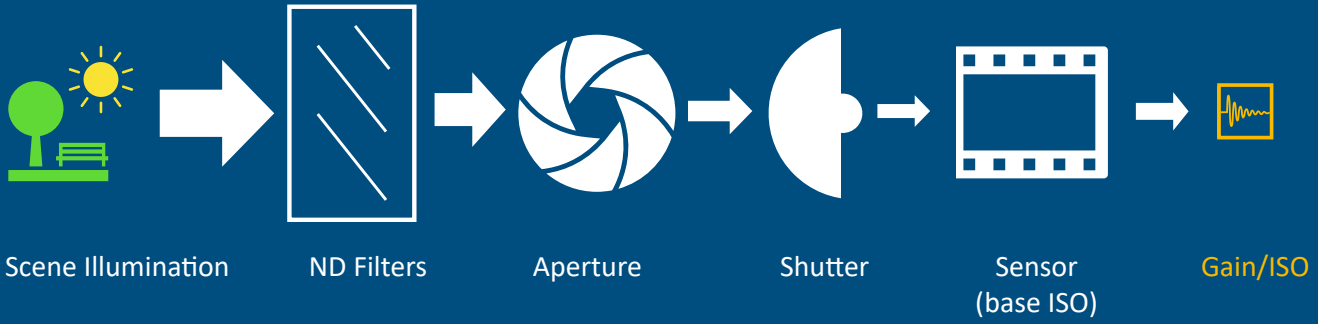 Scene Illumination
ND Filters
Aperture
Shutter
Sensor
(base ISO)
Gain/ISO